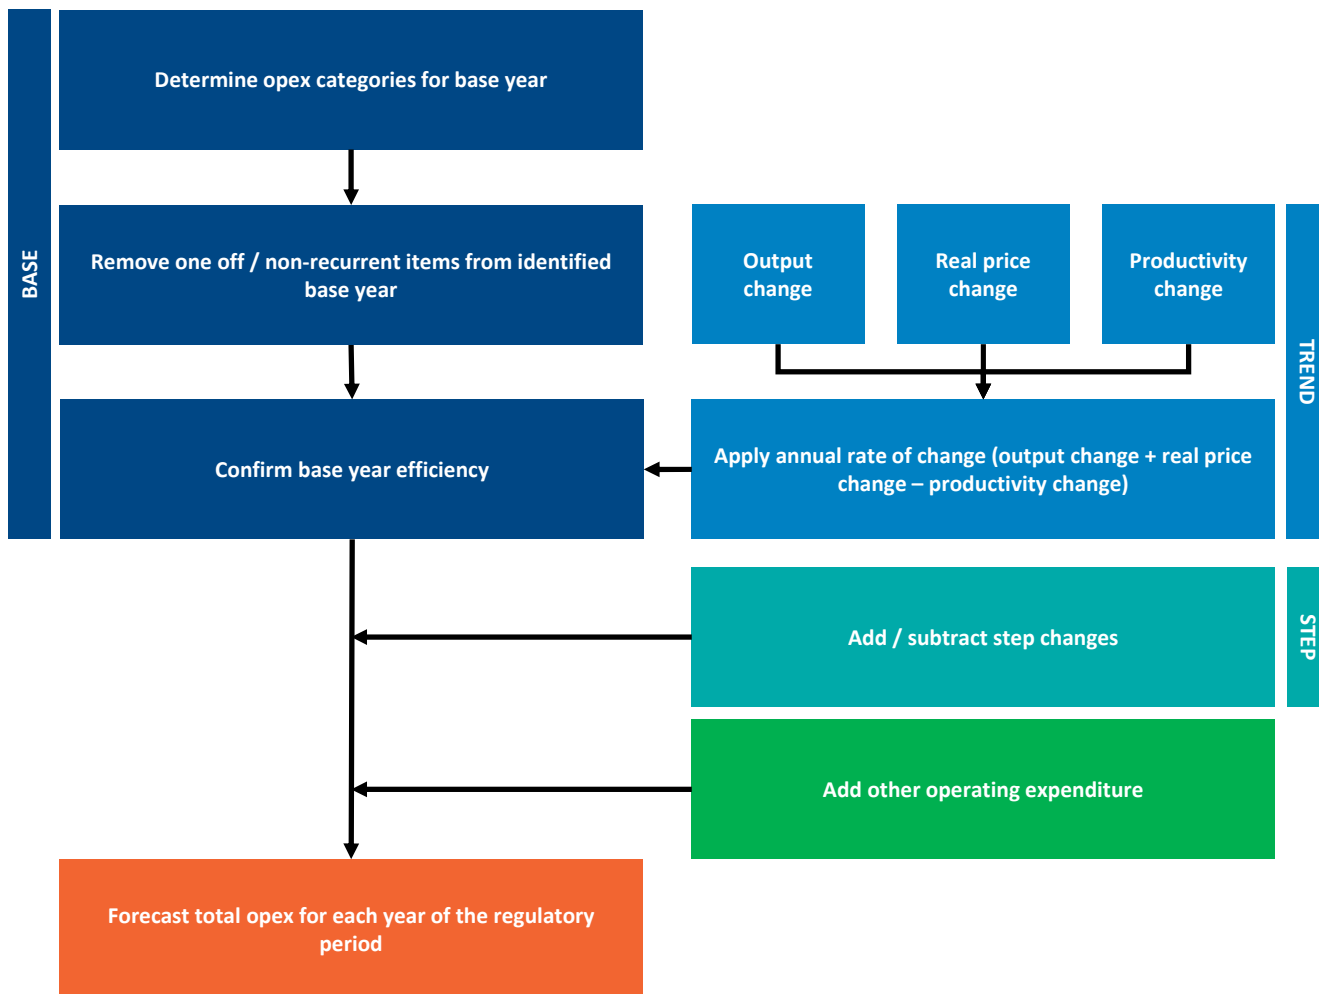 BASE
Determine opex categories for base year
Remove one off / non-recurrent items from identified
base year
Confirm base year efficiency
Output
change
Real price
change
Productivity
change
TREND
Apply annual rate of change (output change + real price
change – productivity change)
Add / subtract step changes
STEP
Add other operating expenditure
Forecast total opex for each year of the regulatory
period